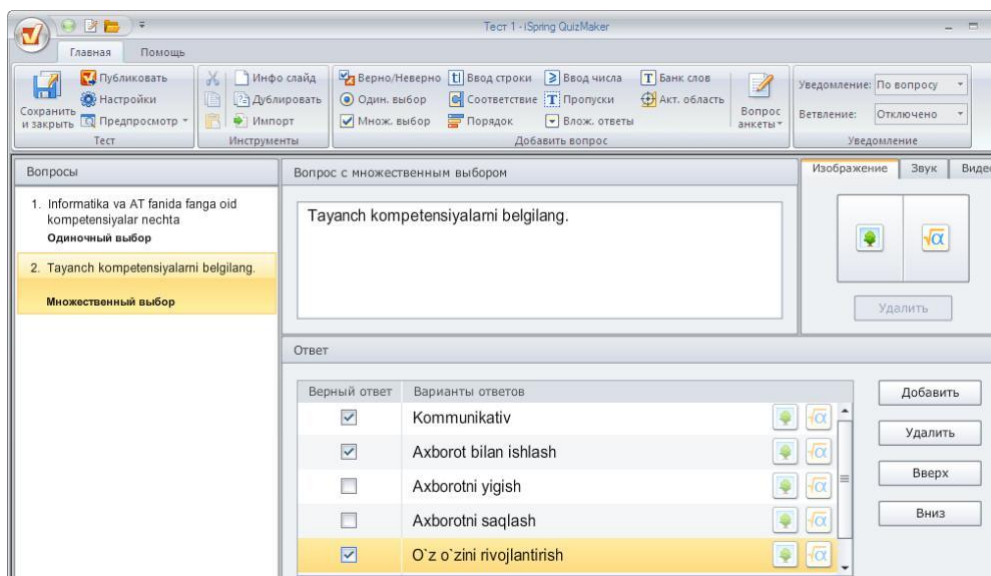 Тест 1 - iSpring QuizMaker
Главная Помощь
Сохранить и закрыть
Публиковать
Настройки
Предпросмотр
Тест
Инфо слайд
Дублировать
Импорт
Инструменты
Верно/Неверно Ввод строки Ввод числа Банк слов
Один. выбор Соответствие Пропуски Акт. область
Множ. выбор Порядок Влож. ответы
Вопрос анкеты
Добавить вопрос
Уведомление: По вопросу
Ветвление: Отключено
Уведомление
Вопросы
1. Informatika va AT fanida fanga oid
kompetensiyalar nechta
Одиночный выбор
2. Tayanch kompetensiyalarni belgilang.
Множественный выбор
Вопрос с множественным выбором
Tayanch kompetensiyalarni belgilang.
Изображение Звук Видео
Удалить
Ответ
Верный ответ Варианты ответов
Kommunikativ
Axborot bilan ishlash
Axborotni yigish
Axborotni saqlash
O`z o`zini rivojlantirish
Добавить
Удалить
Вверх
Вниз